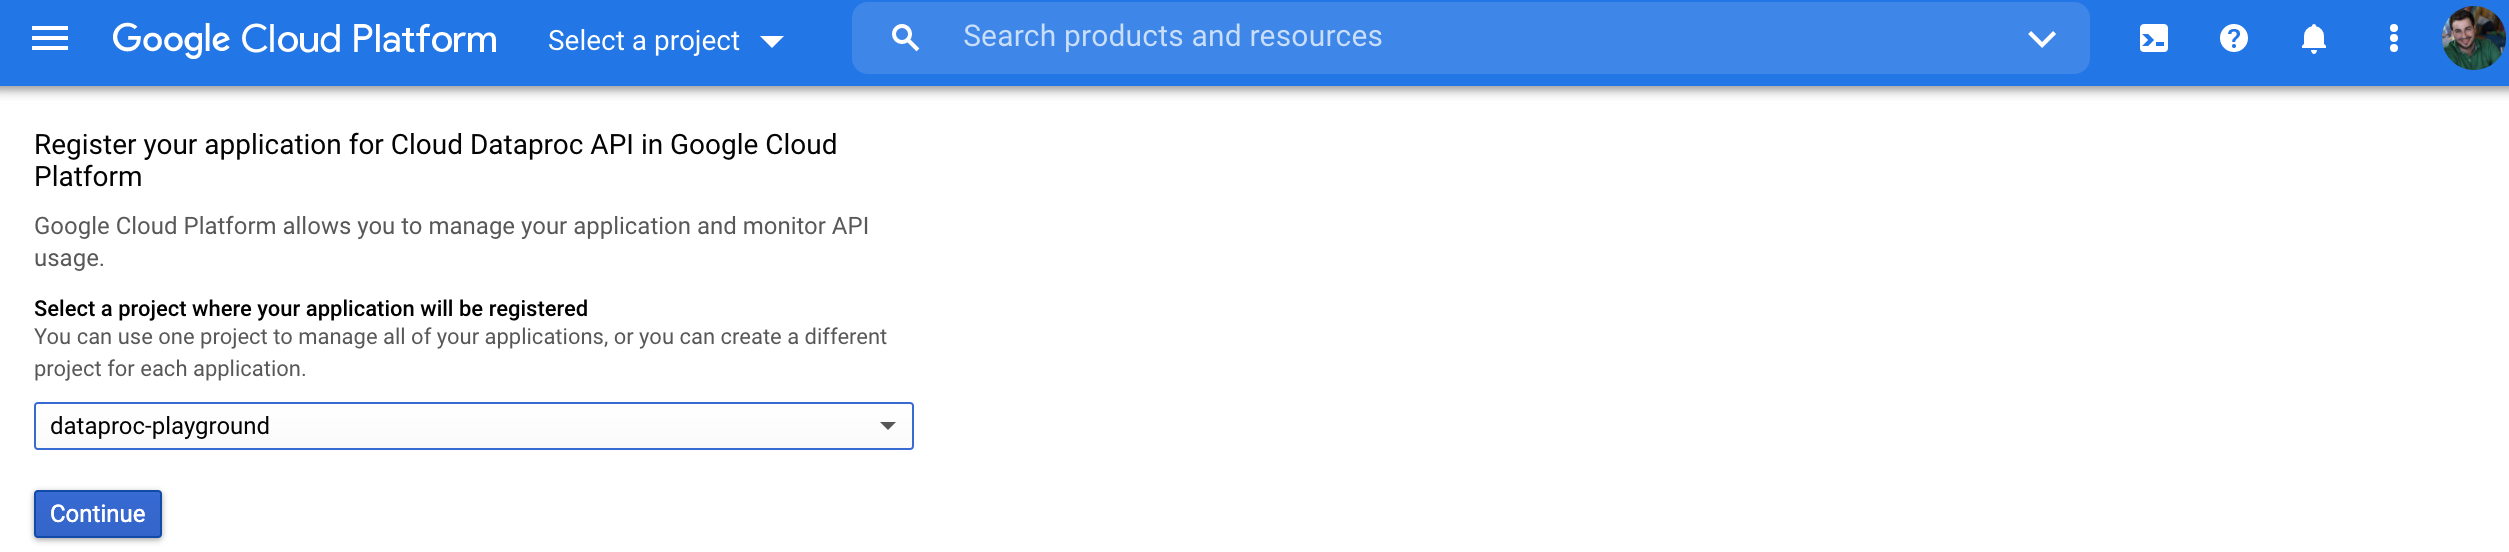 Google Cloud Platform Select a project Search products and resources
Register your application for Cloud Dataproc API in Google Cloud
Platform
Google Cloud Platform allows you to manage your application and monitor API
usage.
Select a project where your application will be registered
You can use one project to manage all of your applications, or you can create a different
project for each application.
dataproc-playground
Continue